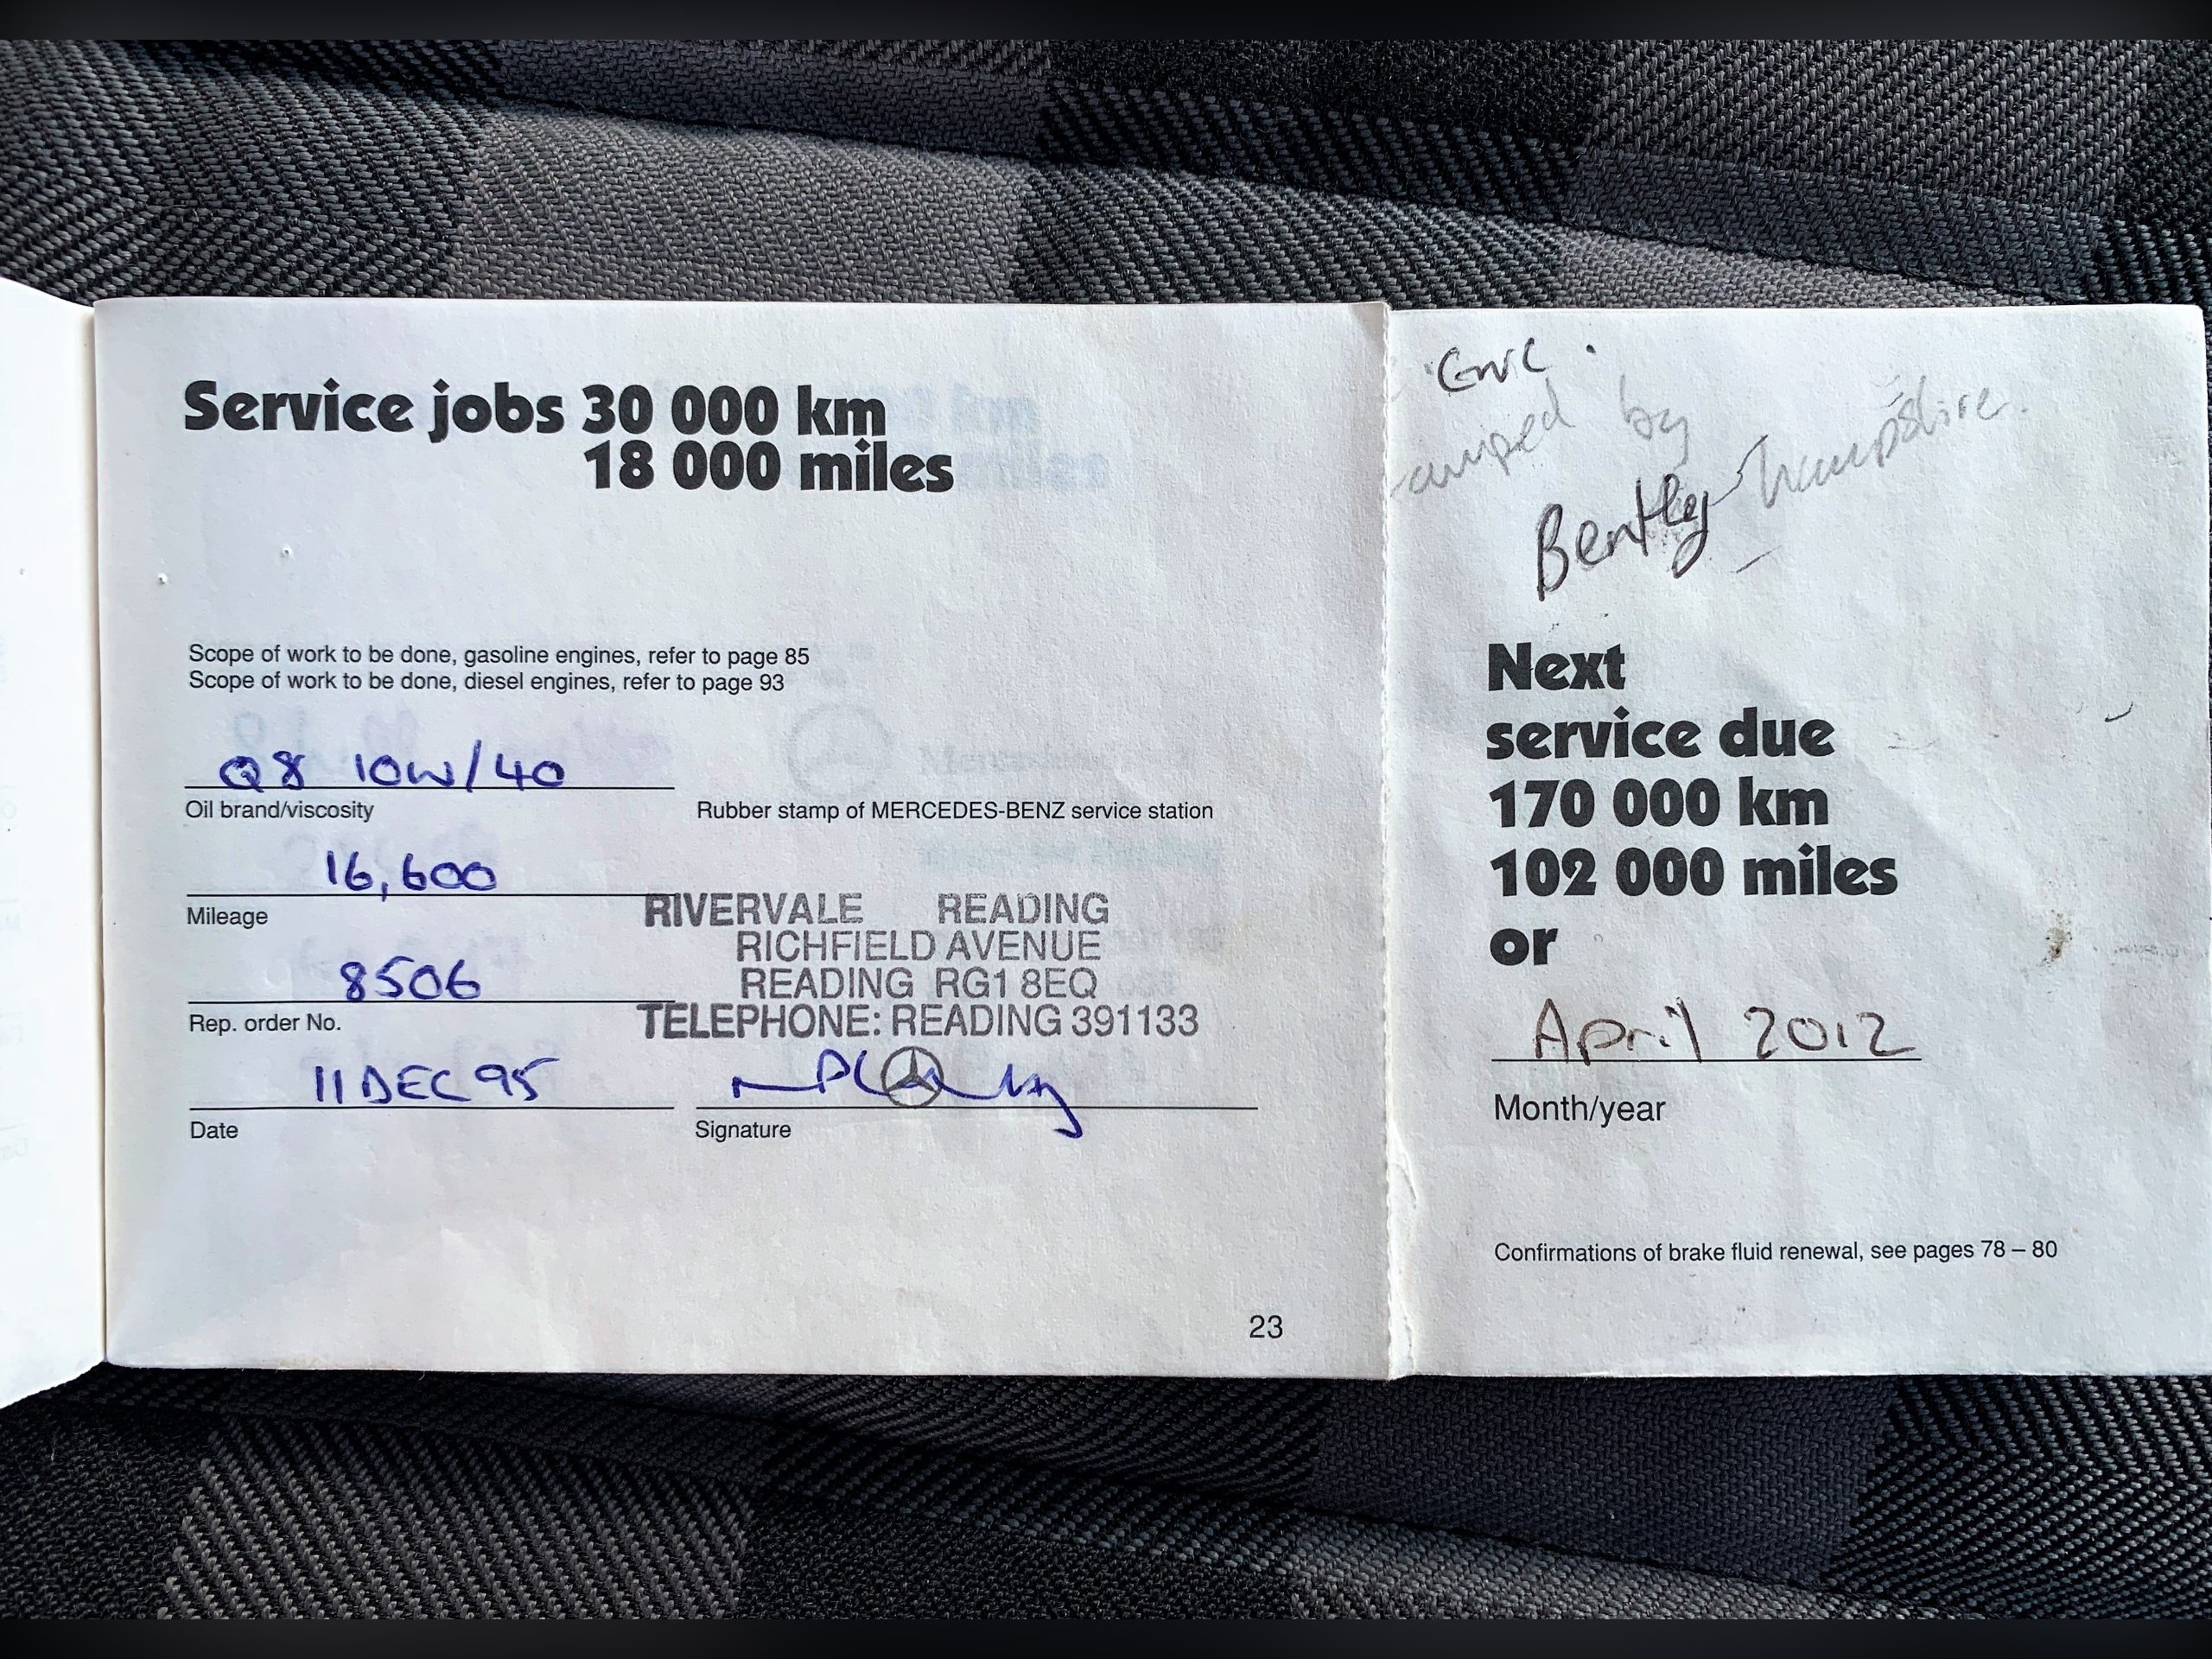 Service jobs 30 000 km
18 000 miles
Scope of work to be done, gasoline engines, refer to page 85
Scope of work to be done, diesel engines, refer to page 93
Q8 10W/40
Oil brand/viscosity
Rubber stamp of MERCEDES-BENZ service station
16,600
Mileage
RIVERVALE READING
RICHFIELD AVENUE
READING RG1 8EQ
TELEPHONE: READING 391133
8506
Rep. order No.
11 DEC 95
Date
Signature
23
by
Bently Hampshire.
Next
service due
170 000 km
102 000 miles
or
April 2012
Month/year
Confirmations of brake fluid renewal, see pages 78 – 80